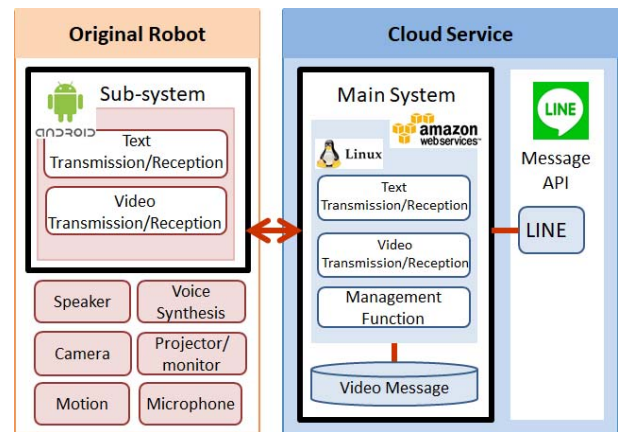 Original Robot
Sub-system
ANDROID
Text
Transmission/Reception
Video
Transmission/Reception
Speaker
Voice
Synthesis
Camera
Projector/
monitor
Motion
Microphone
Cloud Service
Main System
Linux
amazon
webservices™
Text
Transmission/Reception
Video
Transmission/Reception
Management
Function
Video Message
LINE
Message
API
LINE